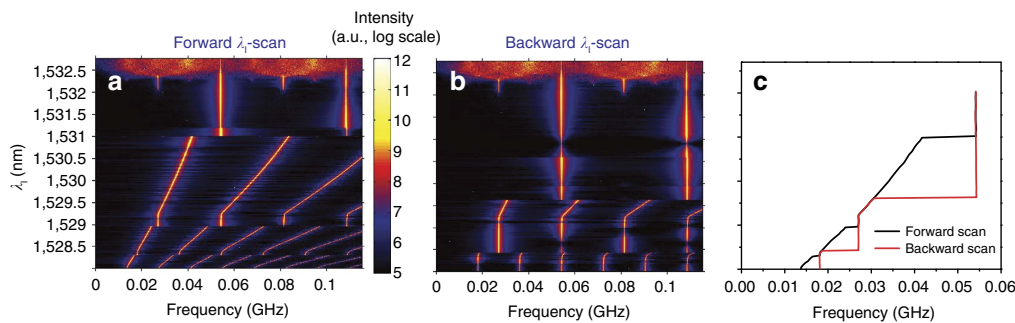 Forward λl-scan
Intensity
(a.u., log scale)
Backward λl-scan
a
b
c
1,532.5
1,532
1,531.5
1,531
1,530.5
1,530
1,529.5
1,529
1,528.5
λl (nm)
12
11
10
9
8
7
6
5
Forward scan
Backward scan
0 0.02 0.04 0.06 0.08 0.1
0 0.02 0.04 0.06 0.08 0.1
0.00 0.01 0.02 0.03 0.04 0.05 0.06
Frequency (GHz)
Frequency (GHz)
Frequency (GHz)